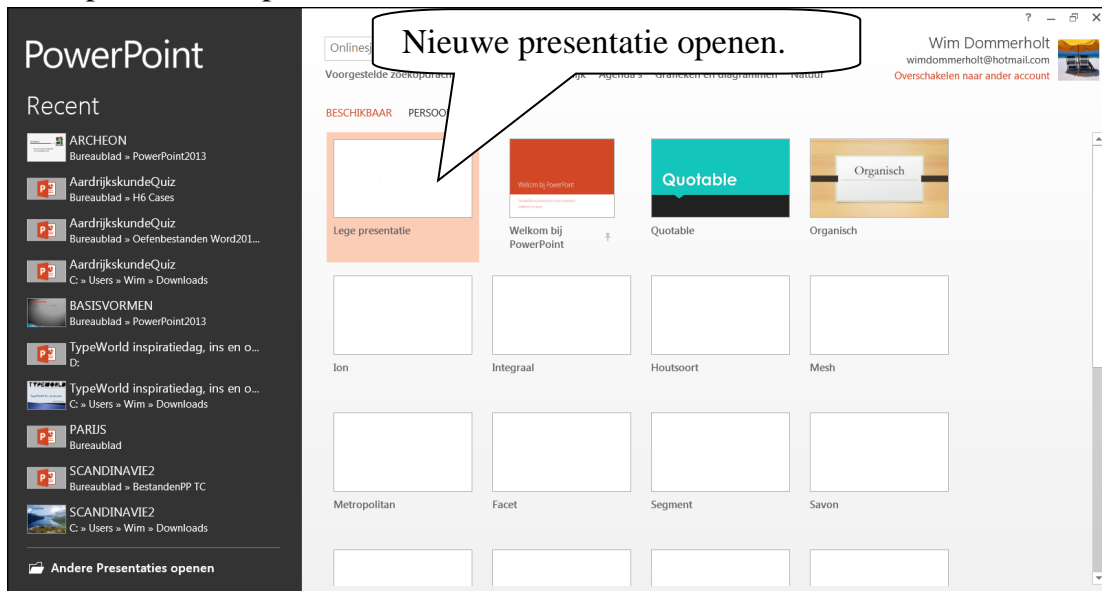 PowerPoint
Recent
ARCHEON
Bureaublad » PowerPoint2013
AardrijkskundeQuiz
Bureaublad » H6 Cases
AardrijkskundeQuiz
Bureaublad » Oefenbestanden Word201...
AardrijkskundeQuiz
C: » Users » Wim » Downloads
BASISVORMEN
Bureaublad » PowerPoint2013
TypeWorld inspiratiedag, ins en o...
D:
TypeWorld inspiratiedag, ins en o...
C: » Users » Wim » Downloads
PARIJS
Bureaublad
SCANDINAVIE2
Bureaublad » BestandenPP TC
SCANDINAVIE2
C: » Users » Wim » Downloads
Andere Presentaties openen
Nieuwe presentatie openen.
Wim Dommerholt
wimdommerholt@hotmail.com
Overschakelen naar ander account
Voorgestelde
BESCHIKBAAR
Lege presentatie
Welkom bij PowerPoint
Welkom bij
PowerPoint
Quotable
Quotable
Organisch
Organisch
Ion
Integraal
Houtsoort
Mesh
Metropolitan
Facet
Segment
Savon